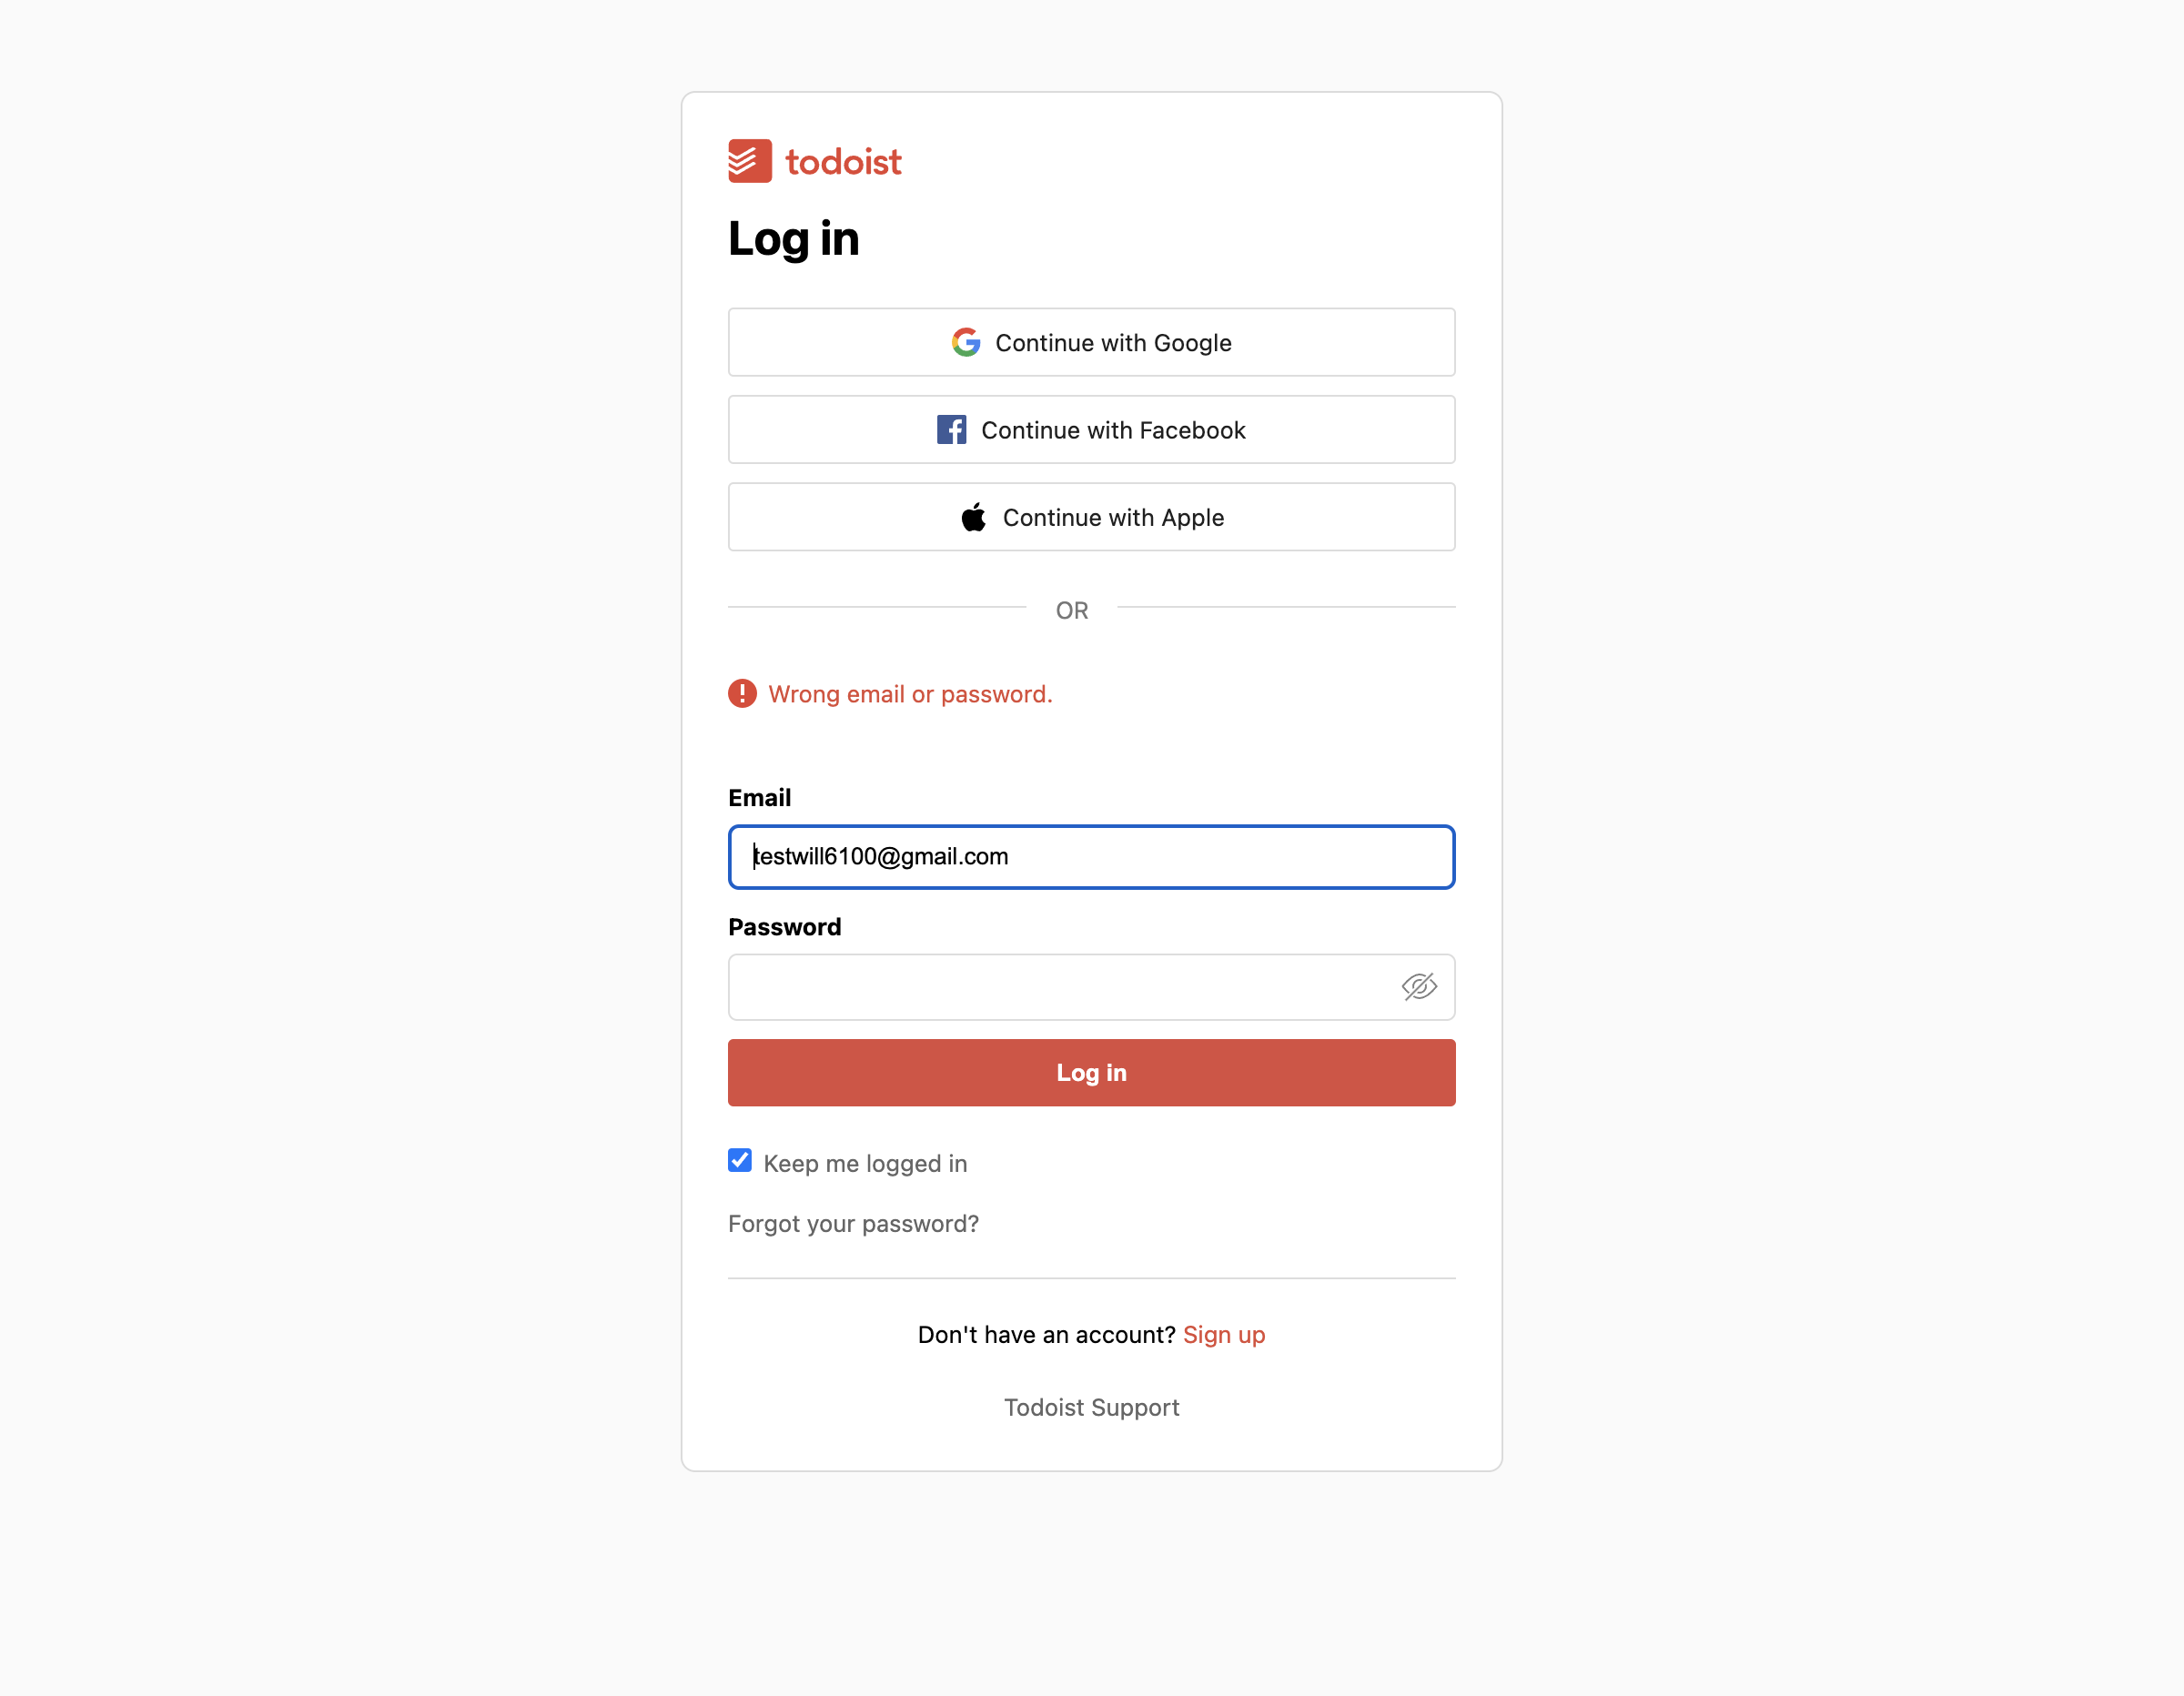 todoist
Log in
Continue with Google
Continue with Facebook
Continue with Apple
OR
Wrong email or password.
Email
testwill6100@gmail.com
Password
Log in
Keep me logged in
Forgot your password?
Don't have an account? Sign up
Todoist Support